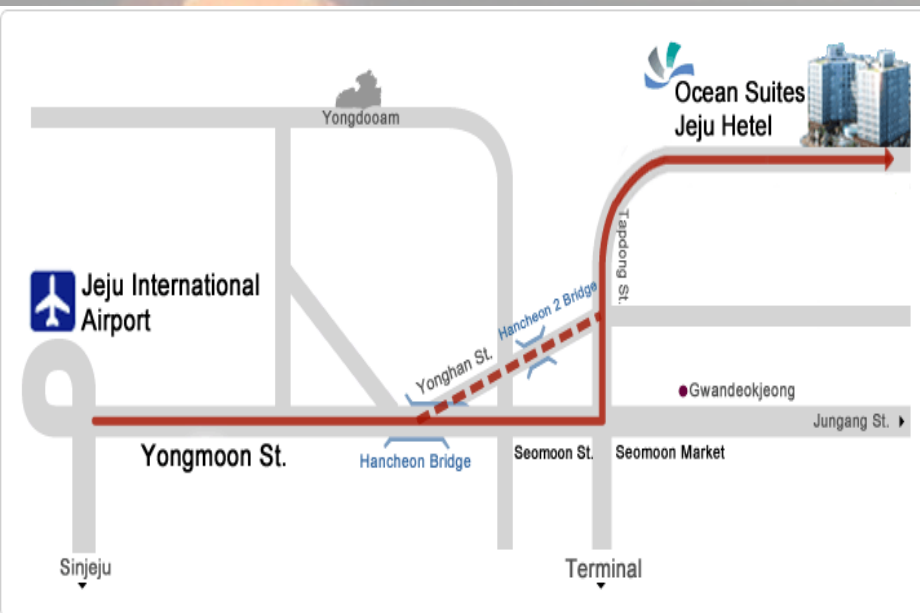 Yongdooam
Ocean Suites
Jeju Hetel
Tapdong St.
Jeju International
Airport
Hancheon 2 Bridge
Yonghan St.
Gwandeokjeong
Jungang St.
Yongmoon St.
Hancheon Bridge
Seomoon St.
Seomoon Market
Sinjeju
Terminal